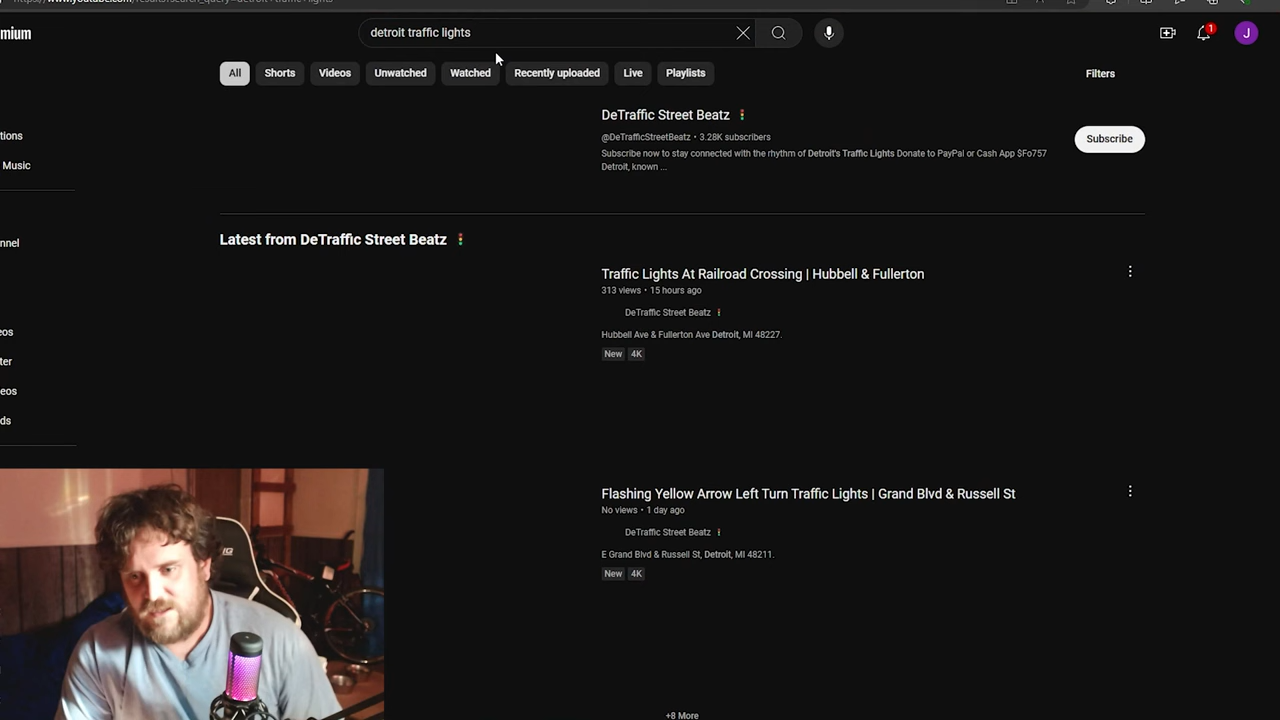 mium
detroit traffic lights
1
J
All
Shorts
Videos
Unwatched
Watched
Recently uploaded
Live
Playlists
Filters
DeTraffic Street Beatz
@DeTrafficStreetBeatz • 3.28K subscribers
Subscribe now to stay connected with the rhythm of Detroit's Traffic Lights Donate to PayPal or Cash App $Fo757
Detroit, known ...
Subscribe
tions
Music
nnel
eos
ter
eos
ds
Latest from DeTraffic Street Beatz
Traffic Lights At Railroad Crossing | Hubbell & Fullerton
313 views • 15 hours ago
DeTraffic Street Beatz
Hubbell Ave & Fullerton Ave Detroit, MI 48227.
New 4K
Flashing Yellow Arrow Left Turn Traffic Lights | Grand Blvd & Russell St
No views • 1 day ago
DeTraffic Street Beatz
E Grand Blvd & Russell St, Detroit, MI 48211.
New 4K
+8 More